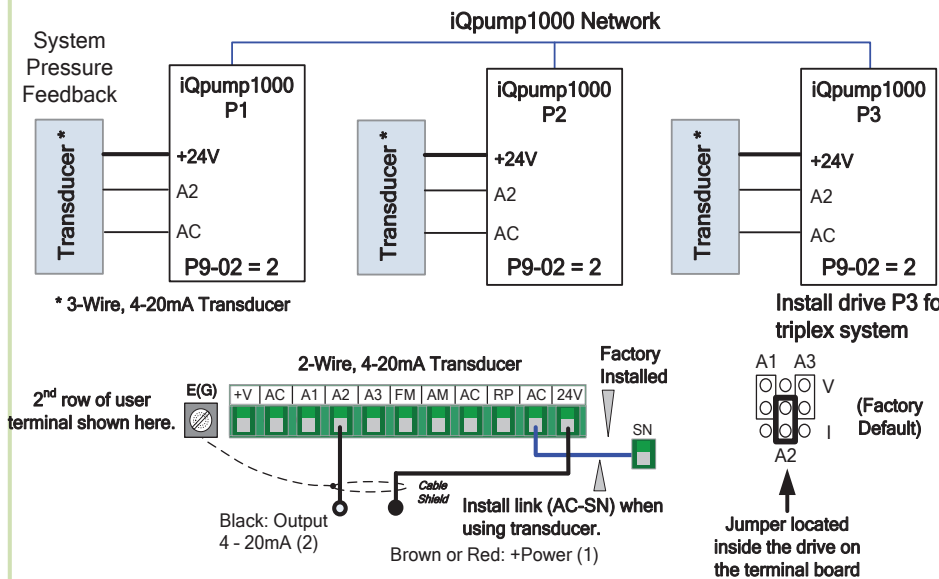 iQpump1000 Network
System
Pressure
Feedback
iQpump1000
P1
Transducer *
+24V
A2
AC
P9-02 = 2
iQpump1000
P2
Transducer *
+24V
A2
AC
P9-02 = 2
iQpump1000
P3
Transducer *
+24V
A2
AC
P9-02 = 2
* 3-Wire, 4-20mA Transducer
Install drive P3 fo
triplex system
2-Wire, 4-20mA Transducer
Factory
Installed
2nd row of user
terminal shown here.
E(G)
+V AC A1 A2 A3 FM AM AC RP AC 24V
SN
Cable
Shield
Install link (AC-SN) when
using transducer.
Black: Output
4 - 20mA (2)
Brown or Red: +Power (1)
A1 A3
V
I
(Factory
Default)
A2
Jumper located
inside the drive on
the terminal board